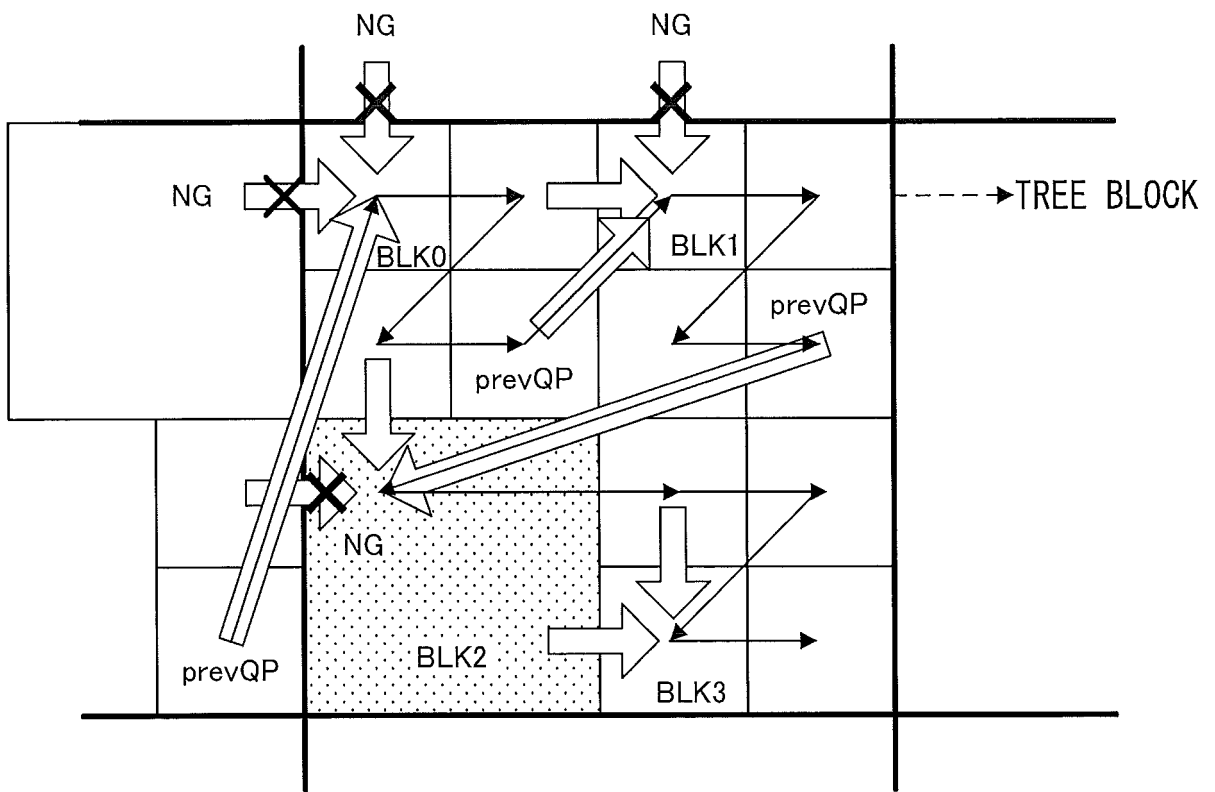 NG
NG
NG
TREE BLOCK
BLK0
BLK1
prevQP
prevQP
NG
BLK2
prevQP
BLK3